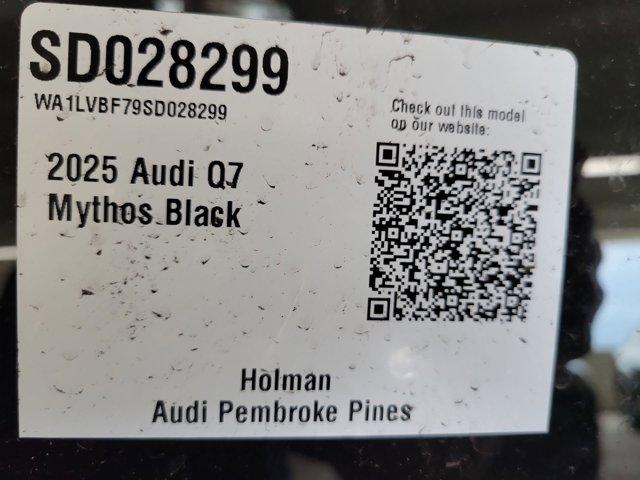 SD028299
WA1LVBF79SD028299
Check out this model
on our website:
2025 Audi Q7
Mythos Black
Holman
Audi Pembroke Pines